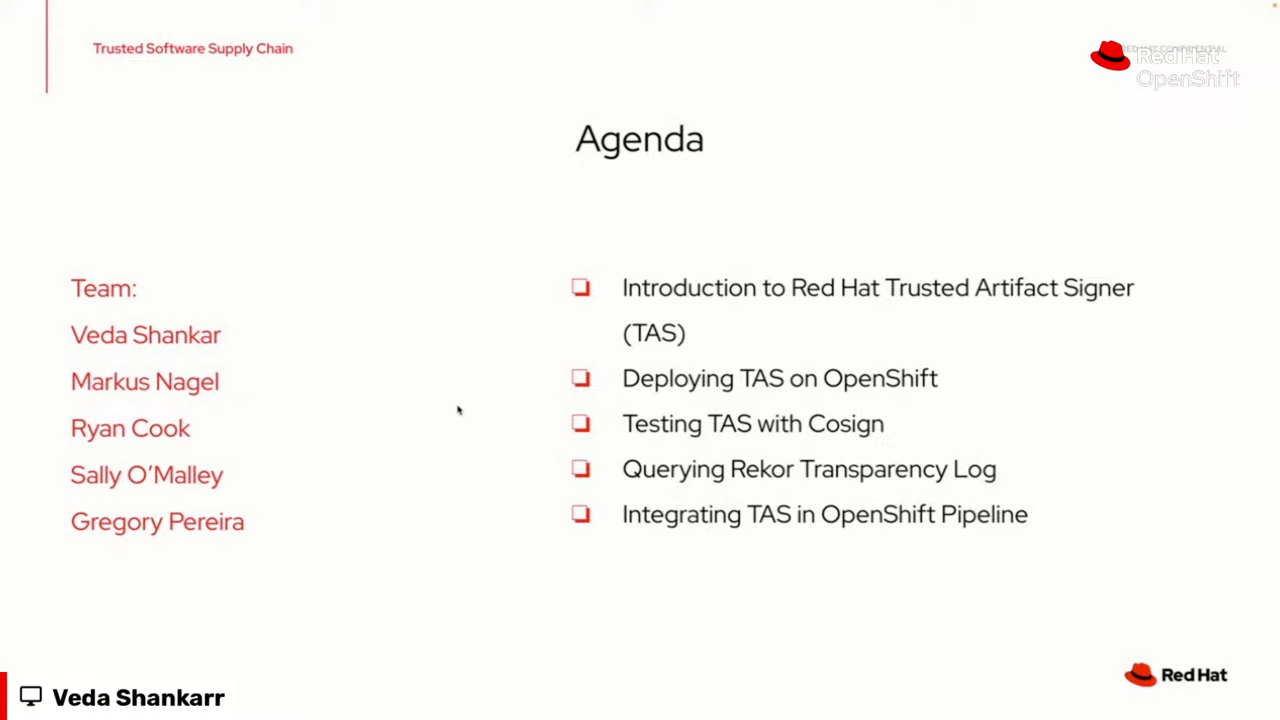 Trusted Software Supply Chain
Red Hat
OpenShift
Agenda
Team:
Veda Shankar
Markus Nagel
Ryan Cook
Sally O’Malley
Gregory Pereira
Introduction to Red Hat Trusted Artifact Signer
(TAS)
Deploying TAS on OpenShift
Testing TAS with Cosign
Querying Rekor Transparency Log
Integrating TAS in OpenShift Pipeline
Red Hat
Veda Shankarr